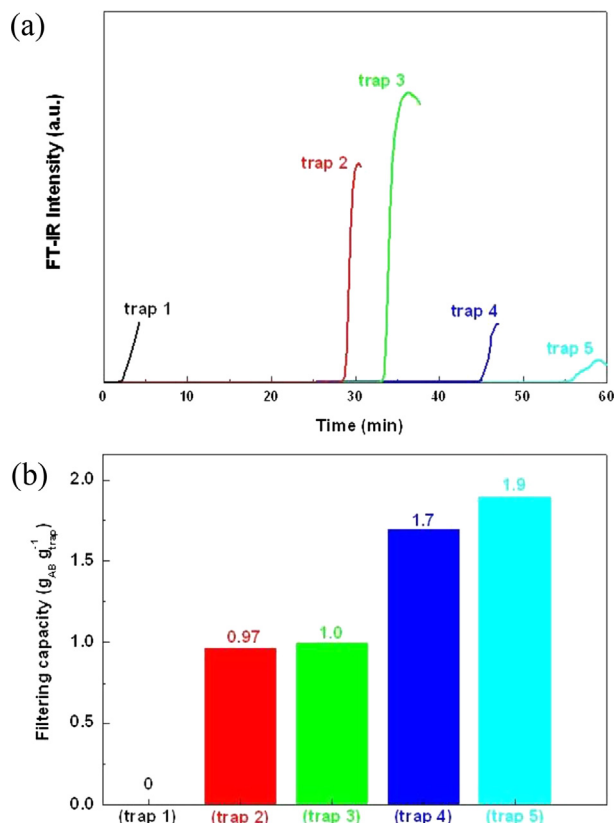 (a)
FT-IR Intensity (a.u.)
trap 1
trap 2
trap 3
trap 4
trap 5
0 10 20 30 40 50 60
Time (min)
(b)
Filtering capacity (g_AB g^-1_trap)
2.0
1.5
1.0
0.5
0.0
0
0.97
1.0
1.7
1.9
(trap 1) (trap 2) (trap 3) (trap 4) (trap 5)